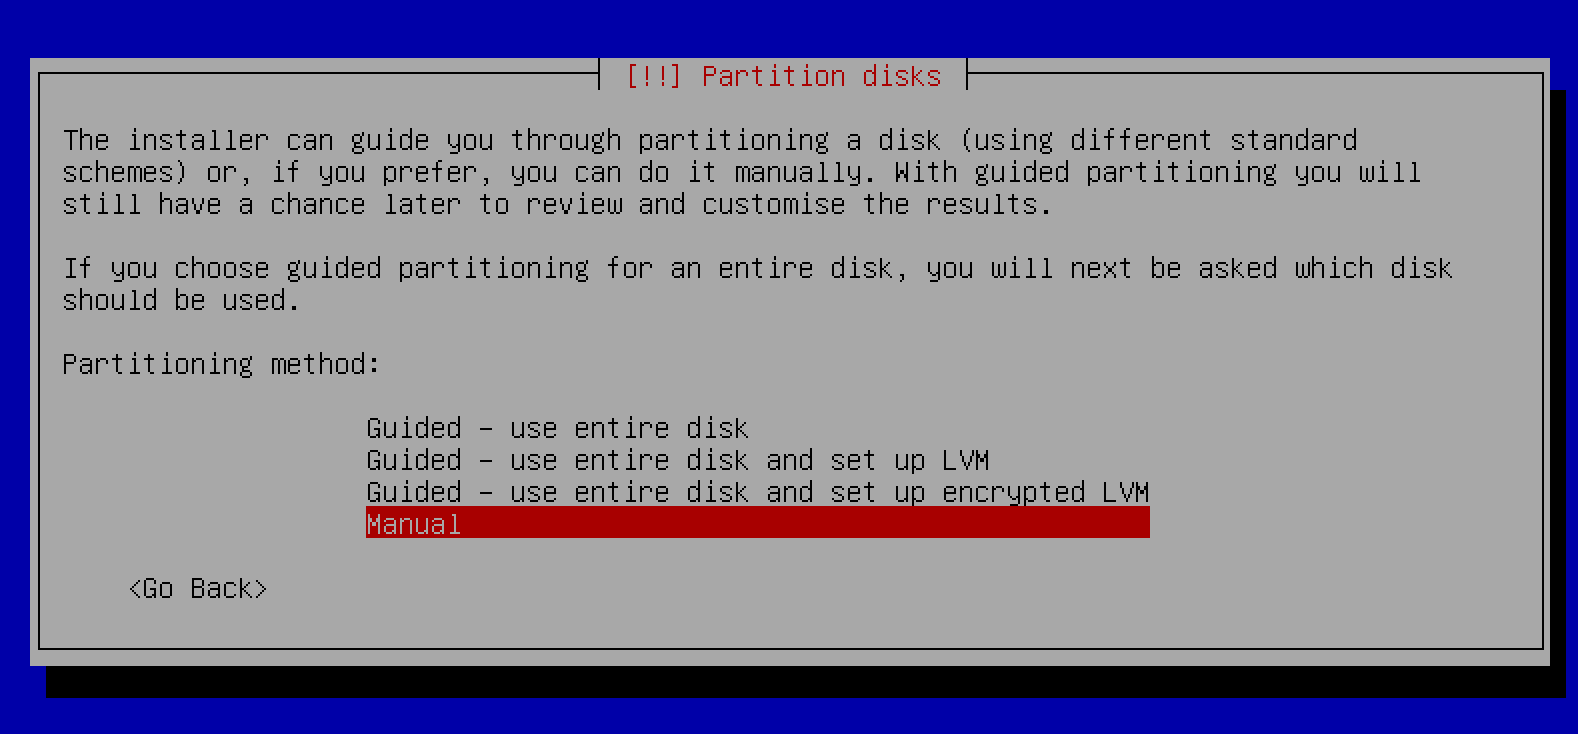 [!!] Partition disks
The installer can guide you through partitioning a disk (using different standard
schemes) or, if you prefer, you can do it manually. With guided partitioning you will
still have a chance later to review and customise the results.
If you choose guided partitioning for an entire disk, you will next be asked which disk
should be used.
Partitioning method:
Guided - use entire disk
Guided - use entire disk and set up LVM
Guided - use entire disk and set up encrypted LVM
Manual
<Go Back>